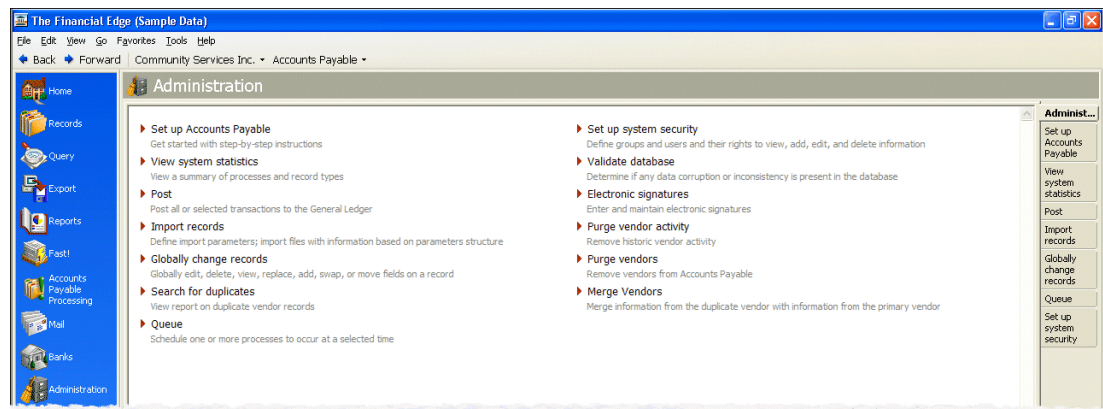 The Financial Edge (Sample Data)
File Edit View Go Favorites Tools Help
Back Forward Community Services Inc. Accounts Payable
Home
Records
Query
Export
Reports
Fast!
Accounts
Payable
Processing
Mail
Banks
Administration
Administration
Set up Accounts Payable
Get started with step-by-step instructions
View system statistics
View a summary of processes and record types
Post
Post all or selected transactions to the General Ledger
Import records
Define import parameters; import files with information based on parameters structure
Globally change records
Globally edit, delete, view, replace, add, swap, or move fields on a record
Search for duplicates
View report on duplicate vendor records
Queue
Schedule one or more processes to occur at a selected time
Set up system security
Define groups and users and their rights to view, add, edit, and delete information
Validate database
Determine if any data corruption or inconsistency is present in the database
Electronic signatures
Enter and maintain electronic signatures
Purge vendor activity
Remove historic vendor activity
Purge vendors
Remove vendors from Accounts Payable
Merge Vendors
Merge information from the duplicate vendor with information from the primary vendor
Administ...
Set up
Accounts
Payable
View
system
statistics
Post
Import
records
Globally
change
records
Queue
Set up
system
security